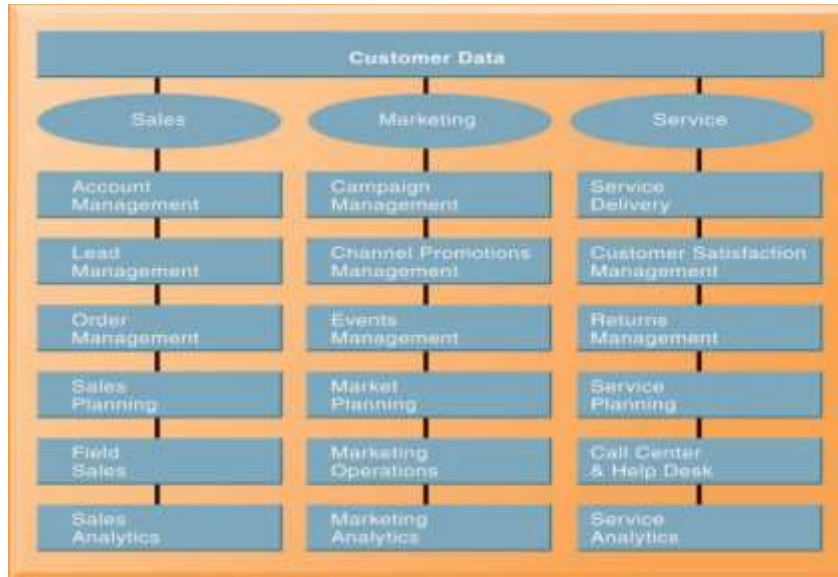 Customer Data
Sales
Marketing
Service
Account
Management
Campaign
Management
Service
Delivery
Lead
Management
Channel Promotions
Management
Customer Satisfaction
Management
Order
Management
Events
Management
Returns
Management
Sales
Planning
Market
Planning
Service
Planning
Field
Sales
Marketing
Operations
Call Center
& Help Desk
Sales
Analytics
Marketing
Analytics
Service
Analytics